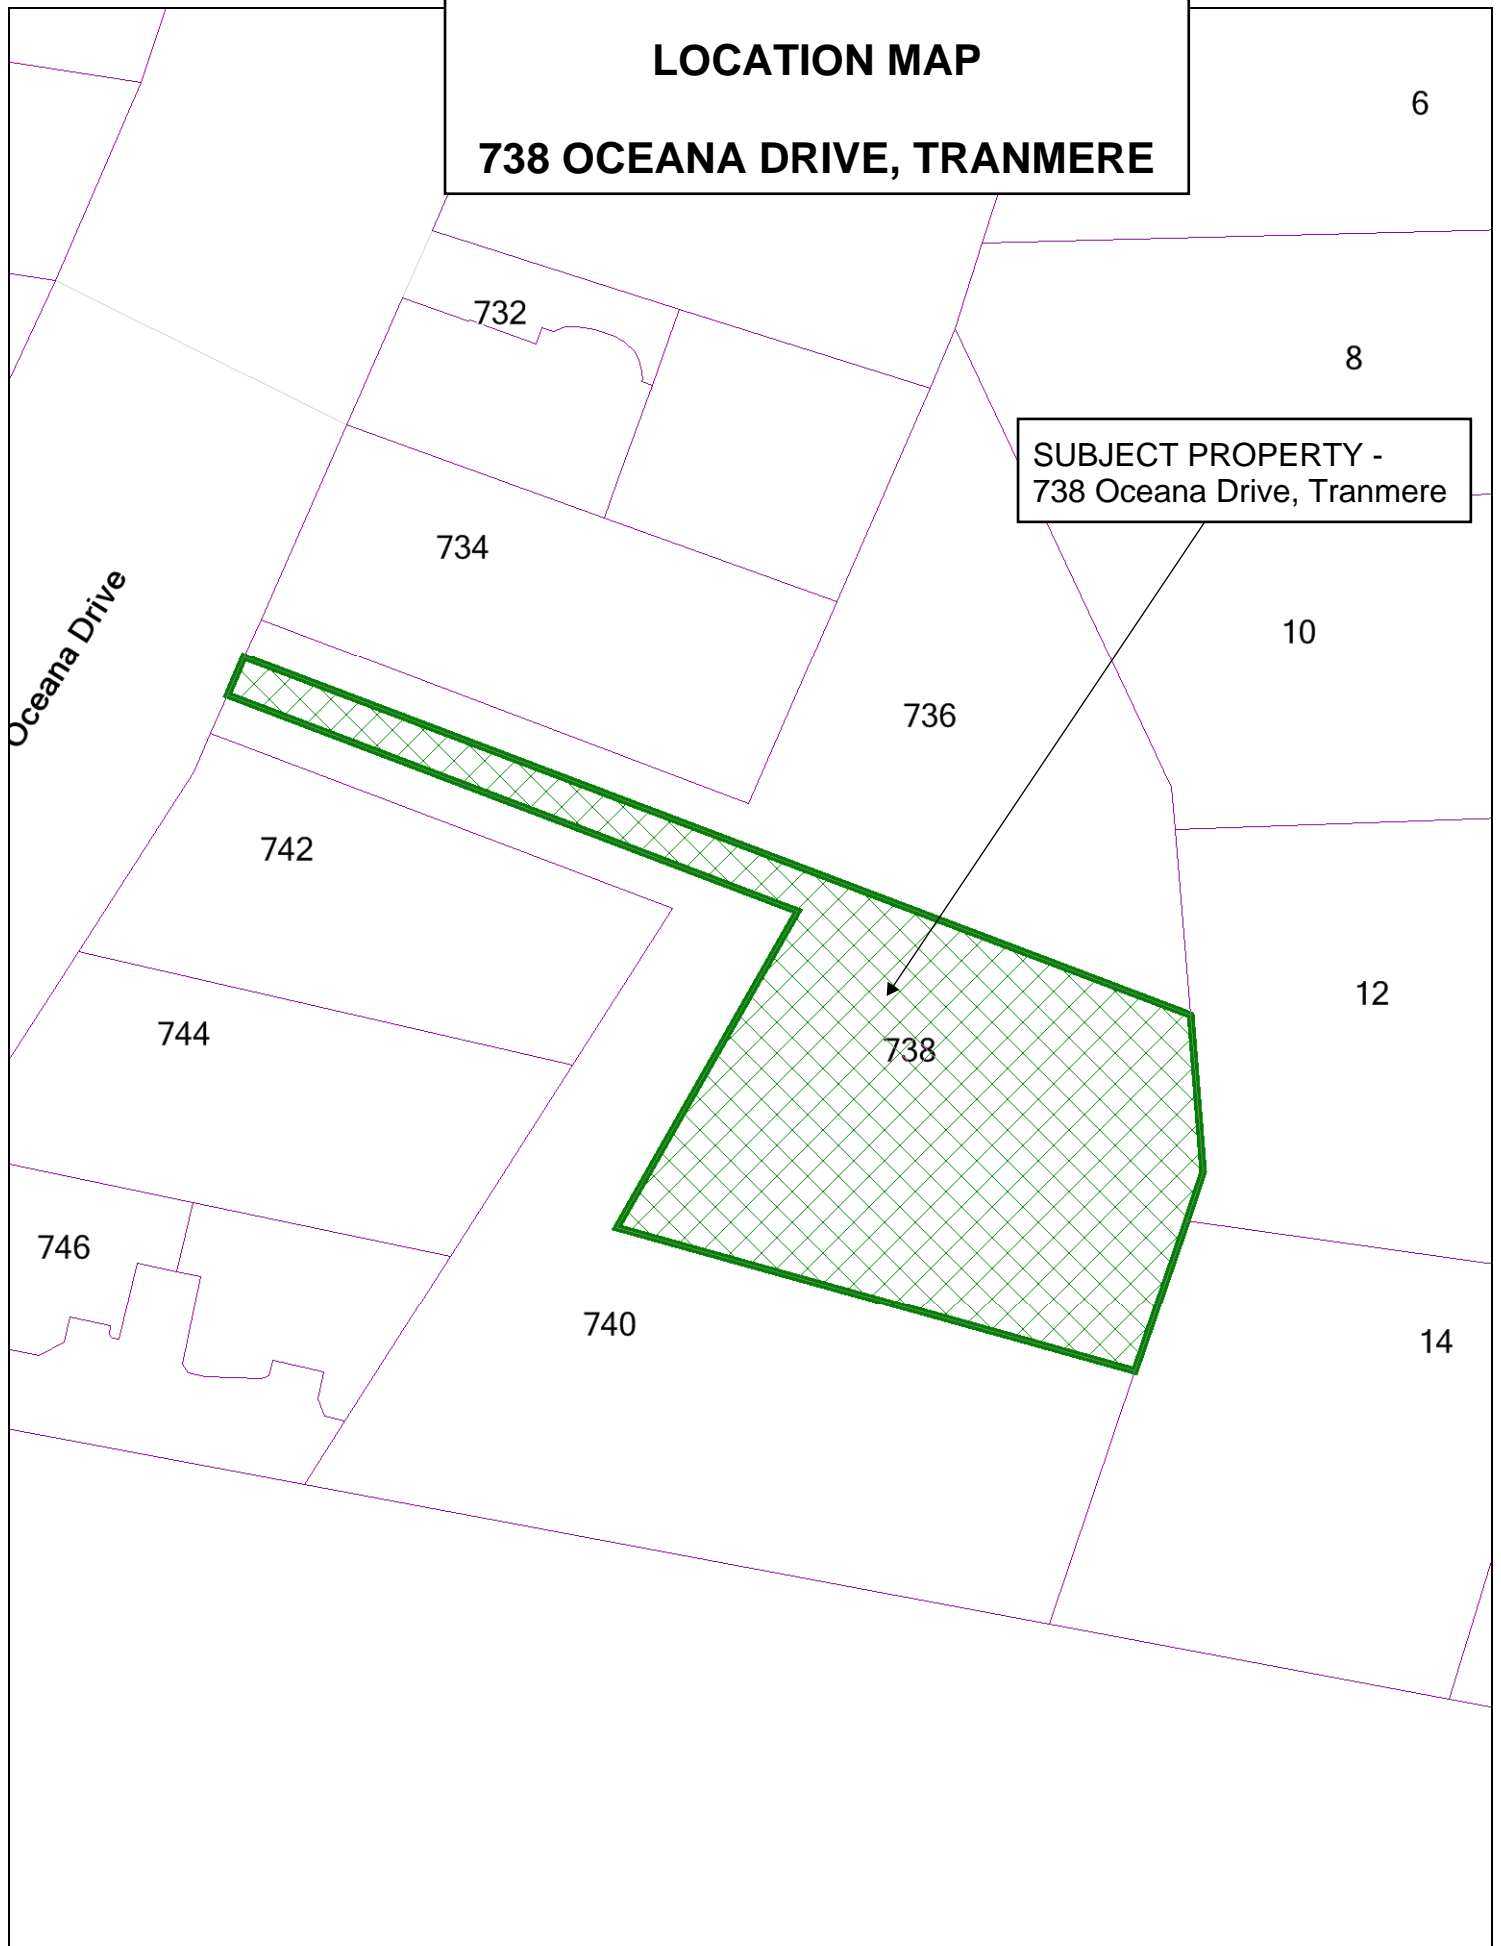 LOCATION MAP
738 OCEANA DRIVE, TRANMERE
6
732
8
SUBJECT PROPERTY -
738 Oceana Drive, Tranmere
734
10
Oceana Drive
736
742
12
744
738
746
740
14